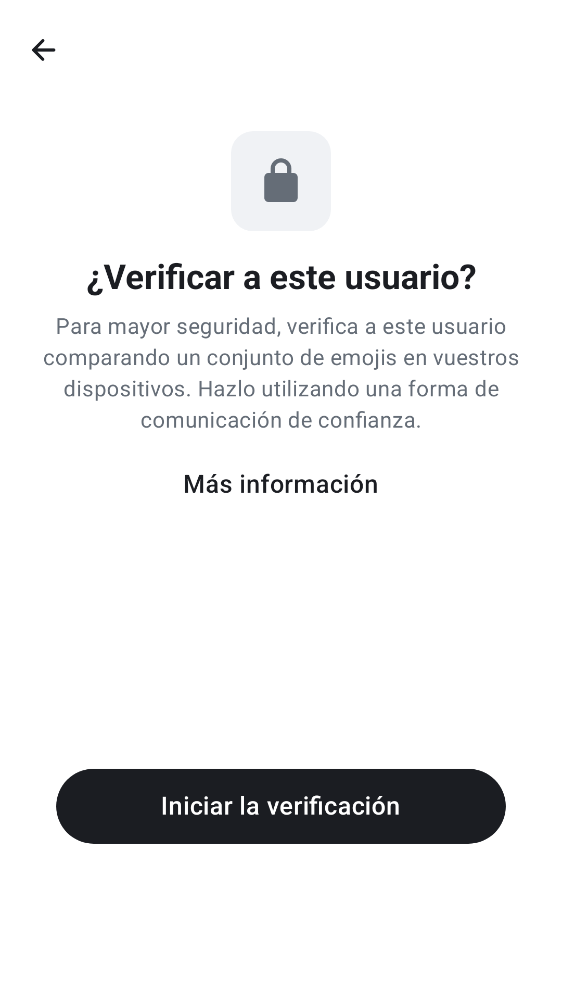 ¿Verificar a este usuario?
Para mayor seguridad, verifica a este usuario
comparando un conjunto de emojis en vuestros
dispositivos. Hazlo utilizando una forma de
comunicación de confianza.
Más información
Iniciar la verificación